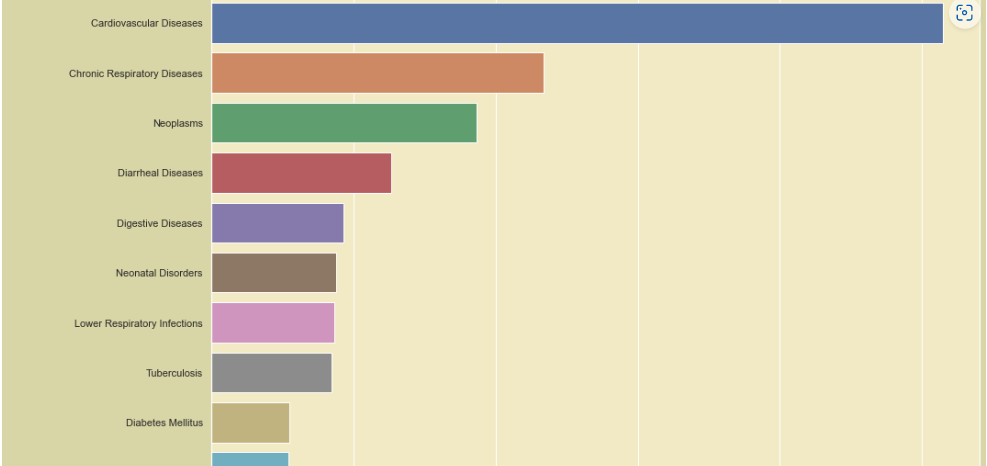 Cardiovascular Diseases
Chronic Respiratory Diseases
Neoplasms
Diarrheal Diseases
Digestive Diseases
Neonatal Disorders
Lower Respiratory Infections
Tuberculosis
Diabetes Mellitus